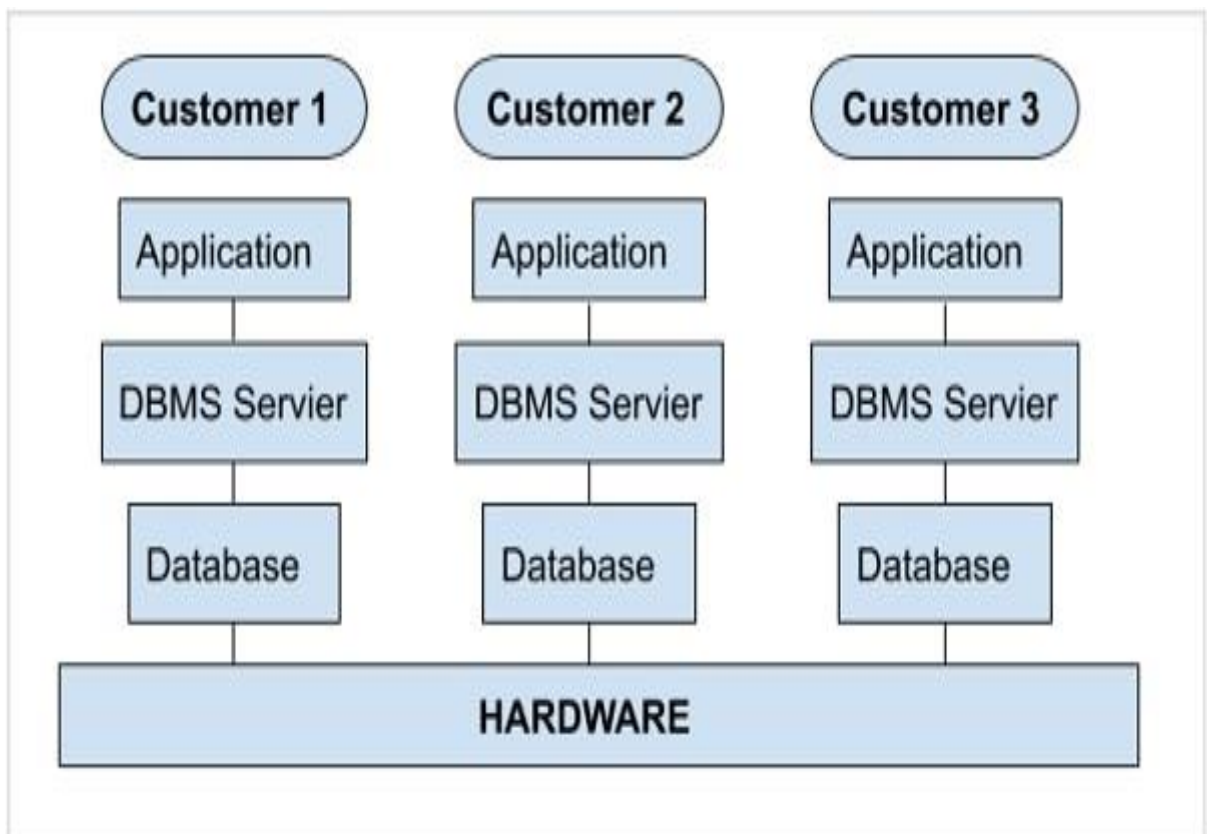 Customer 1
Customer 2
Customer 3
Application
Application
Application
DBMS Servier
DBMS Servier
DBMS Servier
Database
Database
Database
HARDWARE